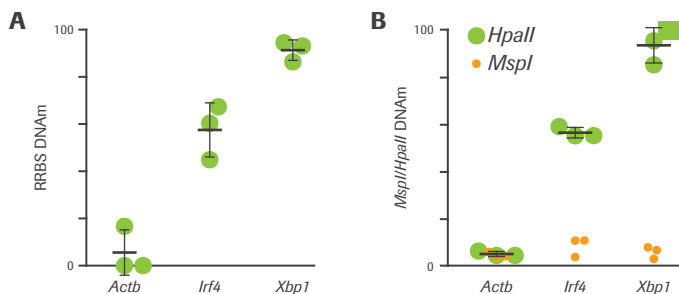 A
100
RRBS DNAm
0
Actb Irf4 Xbp1
B
100
HpaII
MspI
MspI/HpaII DNAm
0
Actb Irf4 Xbp1